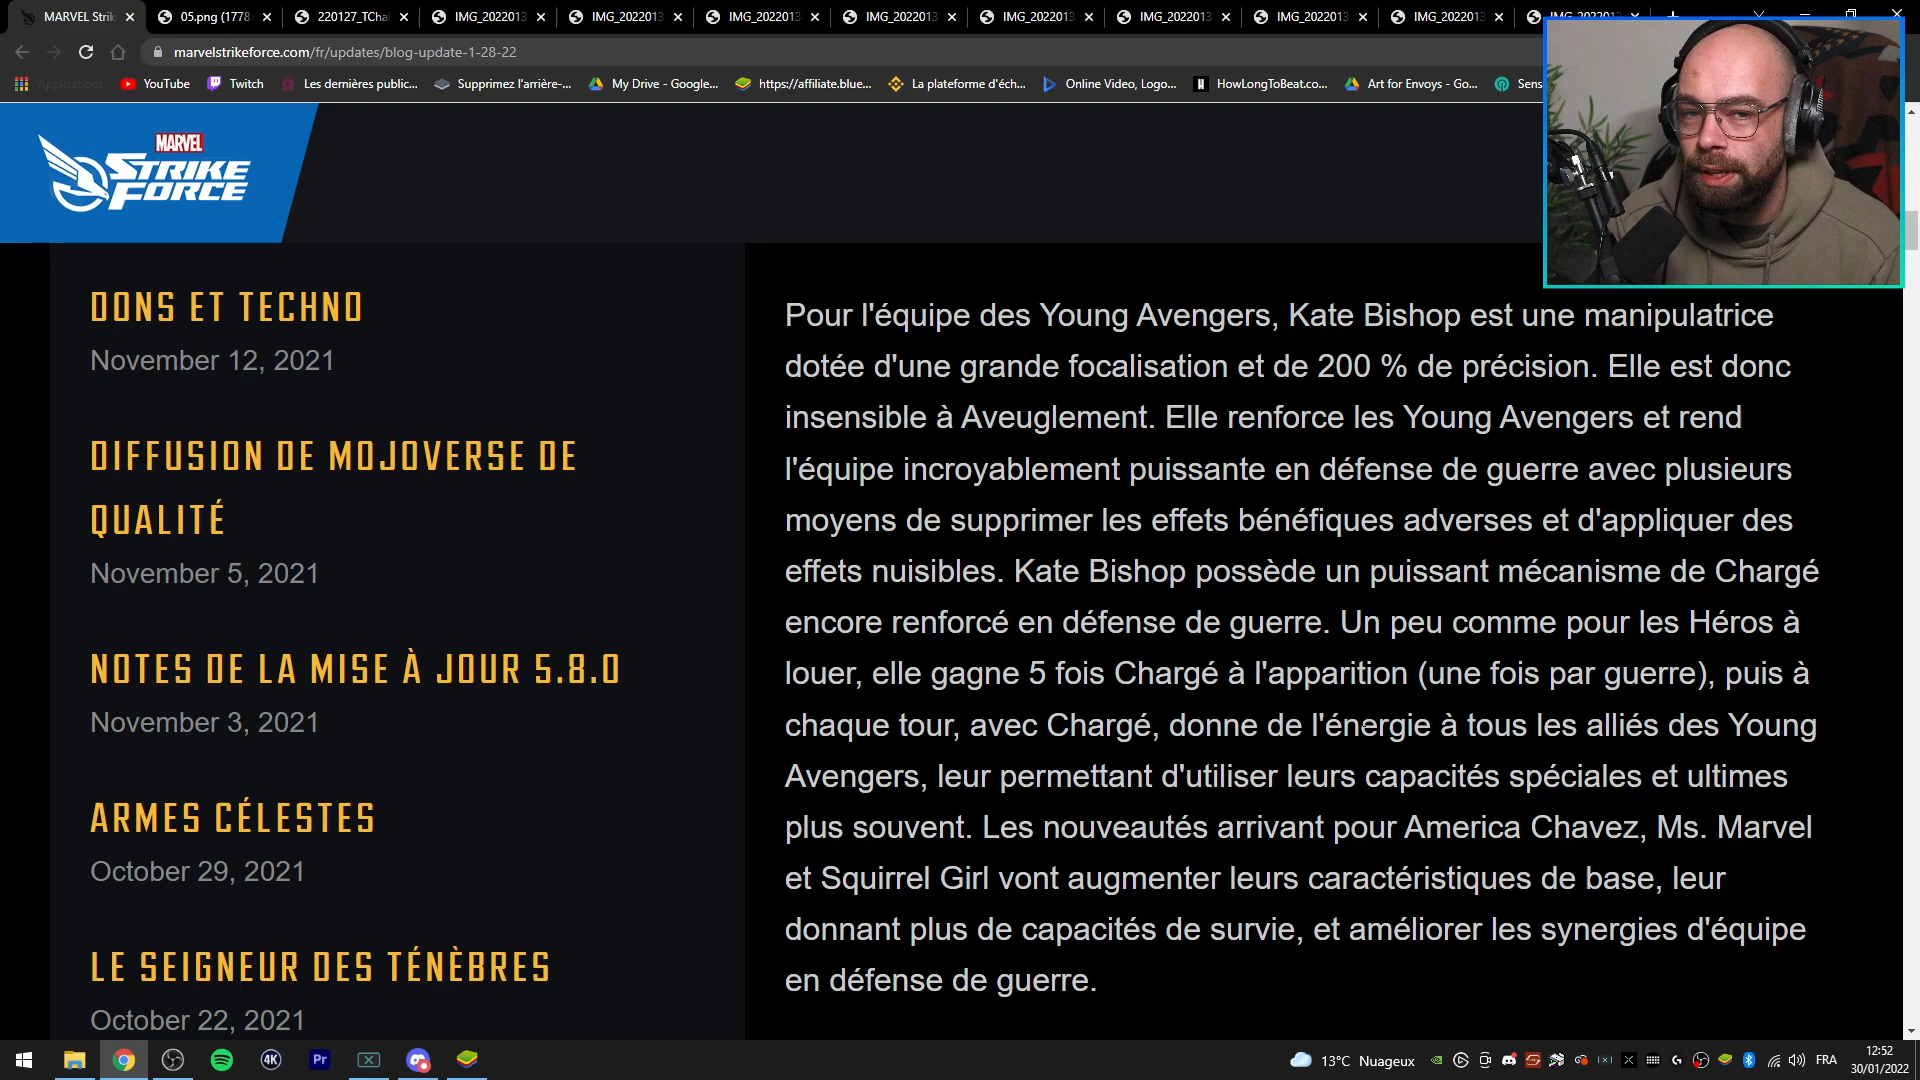 MARVEL Strik
05.png (1778
220127_TChal
IMG_2022013
IMG_2022013
IMG_2022013
IMG_2022013
IMG_2022013
IMG_2022013
IMG_2022013
IMG_2022013
marvelstrikeforce.com/fr/updates/blog-update-1-28-22
Applications
YouTube
Twitch
Les dernières public...
Supprimez l'arrière-...
My Drive - Google...
https://affiliate.blue...
La plateforme d'éch...
Online Video, Logo...
HowLongToBeat.co...
Art for Envoys - Go...
Sens
MARVEL
STRIKE
FORCE
DONS ET TECHNO
November 12, 2021
DIFFUSION DE MOJOVERSE DE
QUALITÉ
November 5, 2021
NOTES DE LA MISE À JOUR 5.8.0
November 3, 2021
ARMES CÉLESTES
October 29, 2021
LE SEIGNEUR DES TÉNÈBRES
October 22, 2021
Pour l'équipe des Young Avengers, Kate Bishop est une manipulatrice
dotée d'une grande focalisation et de 200 % de précision. Elle est donc
insensible à Aveuglement. Elle renforce les Young Avengers et rend
l'équipe incroyablement puissante en défense de guerre avec plusieurs
moyens de supprimer les effets bénéfiques adverses et d'appliquer des
effets nuisibles. Kate Bishop possède un puissant mécanisme de Chargé
encore renforcé en défense de guerre. Un peu comme pour les Héros à
louer, elle gagne 5 fois Chargé à l'apparition (une fois par guerre), puis à
chaque tour, avec Chargé, donne de l'énergie à tous les alliés des Young
Avengers, leur permettant d'utiliser leurs capacités spéciales et ultimes
plus souvent. Les nouveautés arrivant pour America Chavez, Ms. Marvel
et Squirrel Girl vont augmenter leurs caractéristiques de base, leur
donnant plus de capacités de survie, et améliorer les synergies d'équipe
en défense de guerre.
4K
Pr
13°C Nuageux
FRA
12:52
30/01/2022